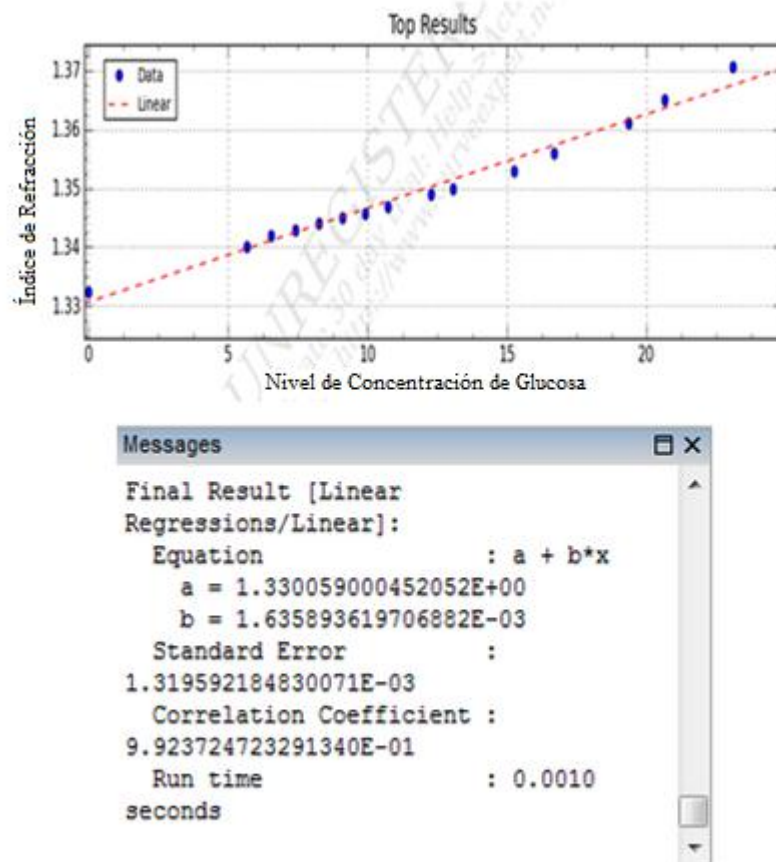 Top Results
Data
Linear
Índice de Refracción
1.37
1.36
1.35
1.34
1.33
0 5 10 15 20
Nivel de Concentración de Glucosa
Messages
Final Result [Linear
Regressions/Linear]:
Equation : a + b*x
a = 1.330059000452052E+00
b = 1.635893619706882E-03
Standard Error :
1.319592184830071E-03
Correlation Coefficient :
9.923724723291340E-01
Run time : 0.0010
seconds